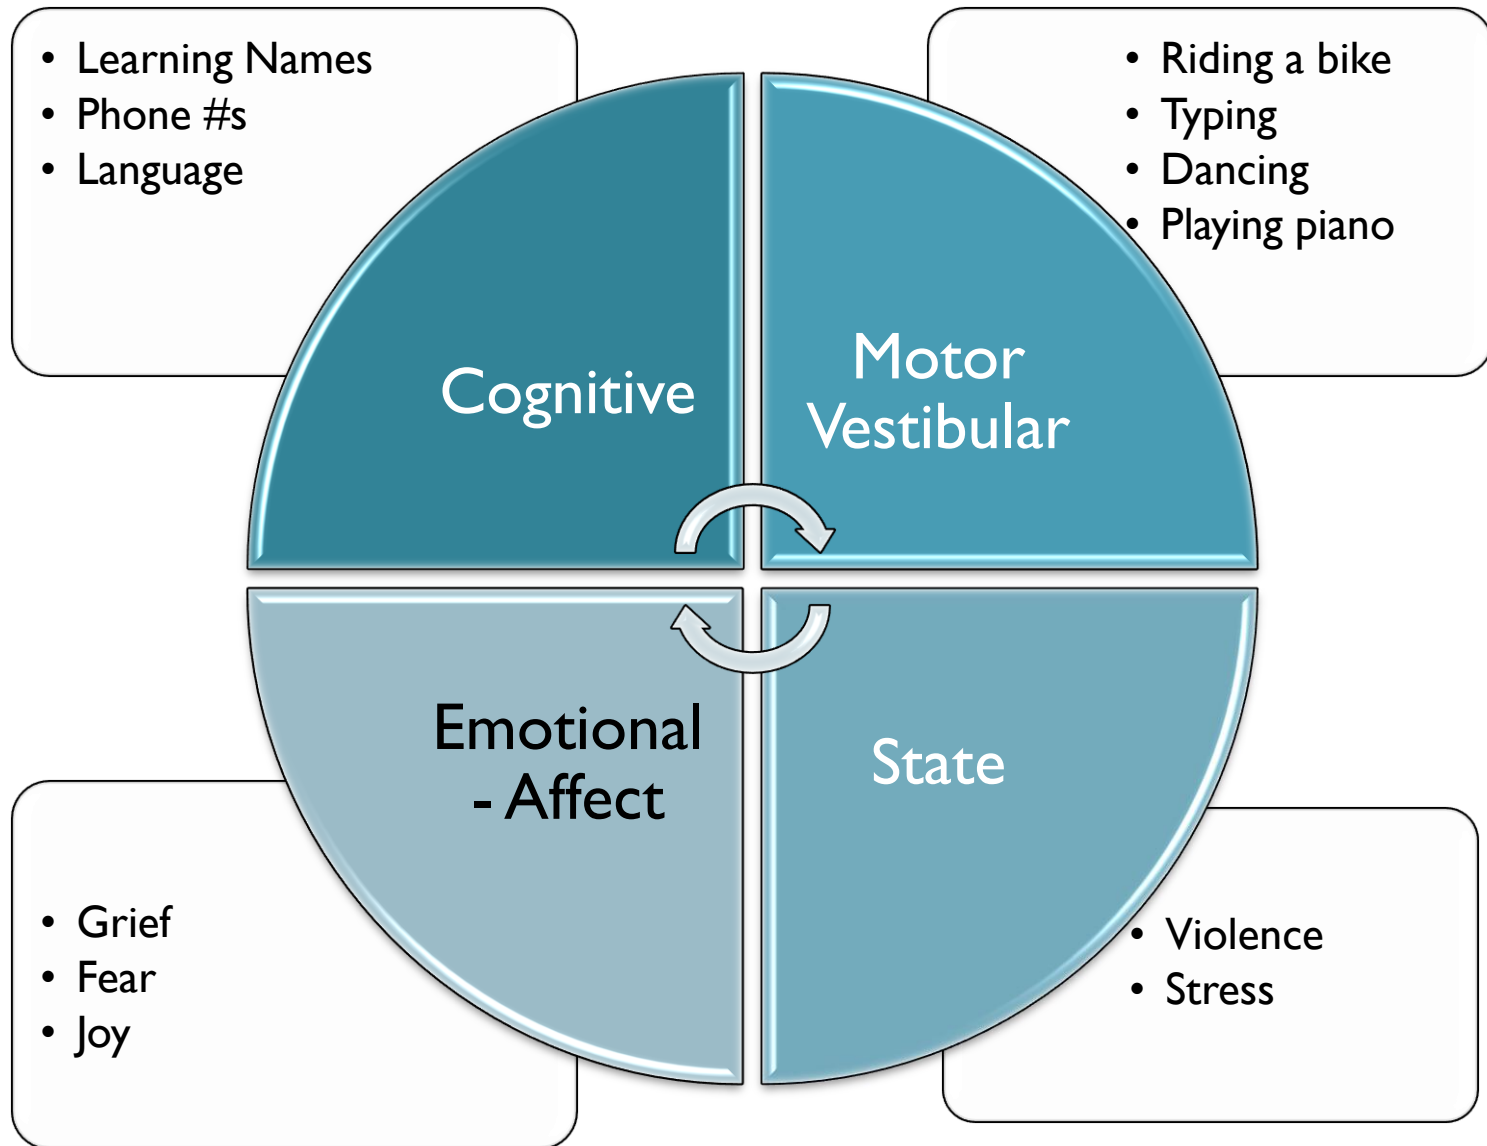 • Learning Names
• Phone #s
• Language
• Riding a bike
• Typing
• Dancing
• Playing piano
Cognitive
Motor
Vestibular
Emotional
- Affect
State
• Grief
• Fear
• Joy
• Violence
• Stress